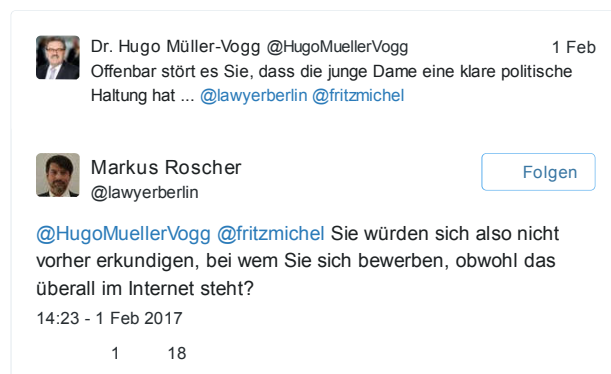 Dr. Hugo Müller-Vogg @HugoMuellerVogg 1 Feb
Offenbar stört es Sie, dass die junge Dame eine klare politische
Haltung hat ... @lawyerberlin @fritzmichel
Markus Roscher
Folgen
@lawyerberlin
@HugoMuellerVogg @fritzmichel Sie würden sich also nicht
vorher erkundigen, bei wem Sie sich bewerben, obwohl das
überall im Internet steht?
14:23 - 1 Feb 2017
1 18